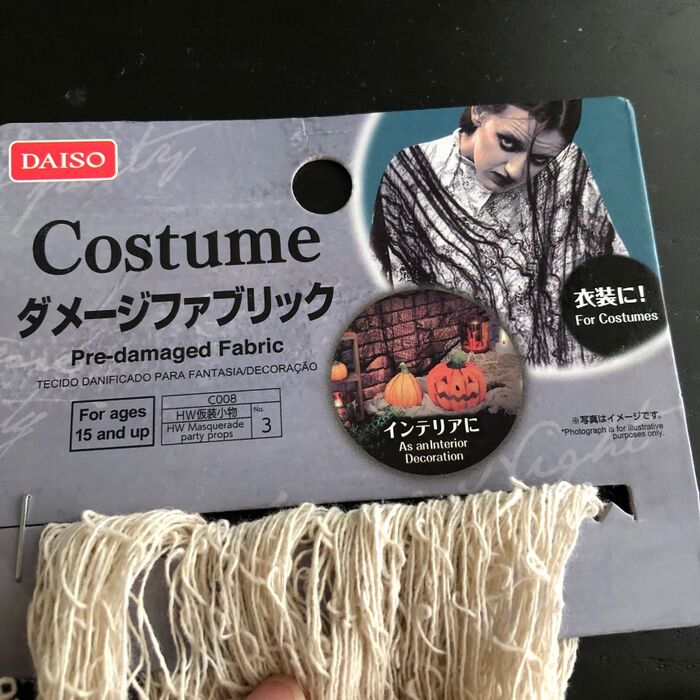 DAISO
Costume
ダメージファブリック
Pre-damaged Fabric
TECIDO DANIFICADO PARA FANTASIA/DECORAÇÃO
For ages
15 and up
C008
HW仮装小物
HW Masquerade
party props
No.
3
衣装に!
For Costumes
インテリアに
As an Interior
Decoration
※写真はイメージです。
*Photograph is for illustrative
purposes only.